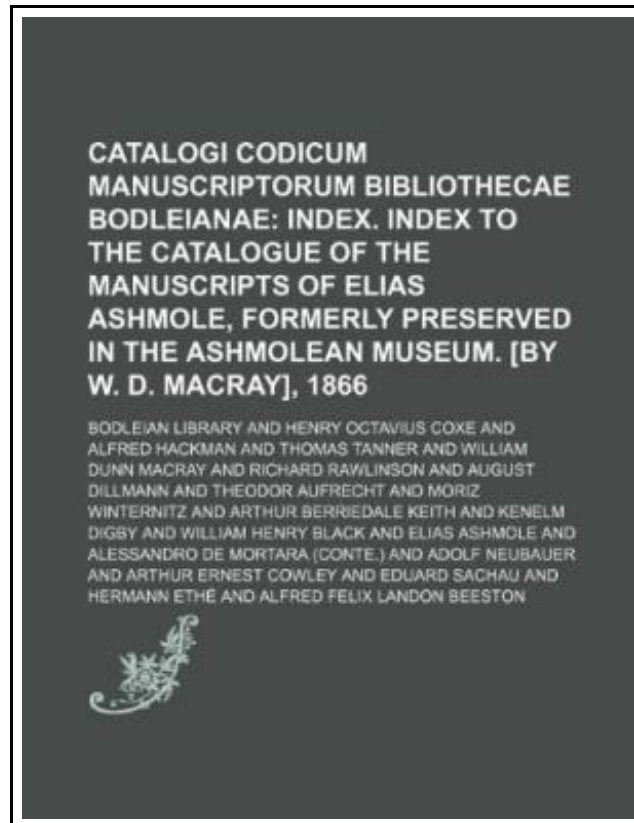 CATALOGI CODICUM
MANUSCRIPTORUM BIBLIOTHECAE
BODLEIANAE: INDEX. INDEX TO
THE CATALOGUE OF THE
MANUSCRIPTS OF ELIAS
ASHMOLE, FORMERLY PRESERVED
IN THE ASHMOLEAN MUSEUM. [BY
W. D. MACRAY], 1866
BODLEIAN LIBRARY AND HENRY OCTAVIUS COXE AND
ALFRED HACKMAN AND THOMAS TANNER AND WILLIAM
DUNN MACRAY AND RICHARD RAWLINSON AND AUGUST
DILLMANN AND THEODOR AUFRECHT AND MORIZ
WINTERNITZ AND ARTHUR BERRIEDALE KEITH AND KENELM
DIGBY AND WILLIAM HENRY BLACK AND ELIAS ASHMOLE AND
ALESSANDRO DE MORTARA (CONTE.) AND ADOLF NEUBAUER
AND ARTHUR ERNEST COWLEY AND EDUARD SACHAU AND
HERMANN ETHÉ AND ALFRED FELIX LANDON BEESTON